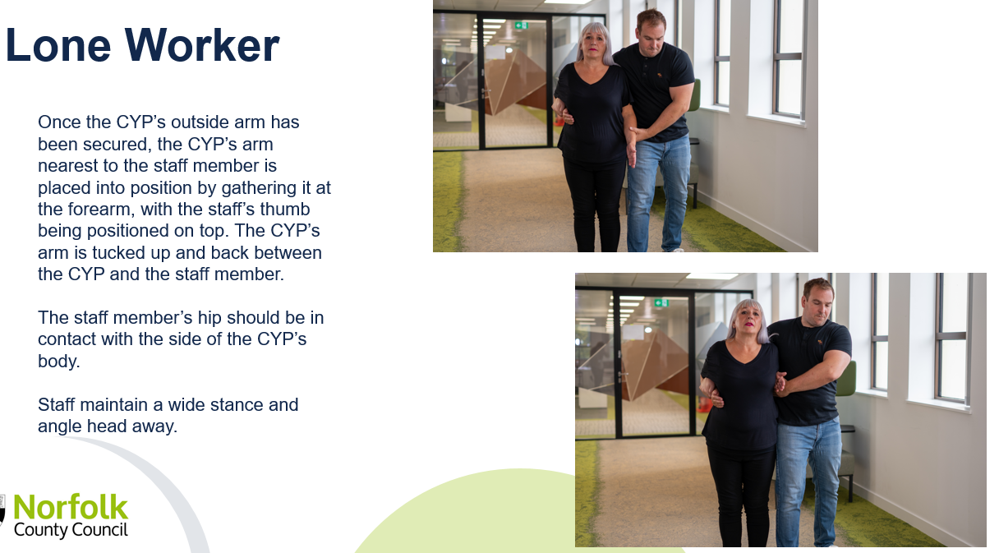 Lone Worker
Once the CYP’s outside arm has
been secured, the CYP’s arm
nearest to the staff member is
placed into position by gathering it at
the forearm, with the staff’s thumb
being positioned on top. The CYP’s
arm is tucked up and back between
the CYP and the staff member.
The staff member’s hip should be in
contact with the side of the CYP’s
body.
Staff maintain a wide stance and
angle head away.
Norfolk
County Council